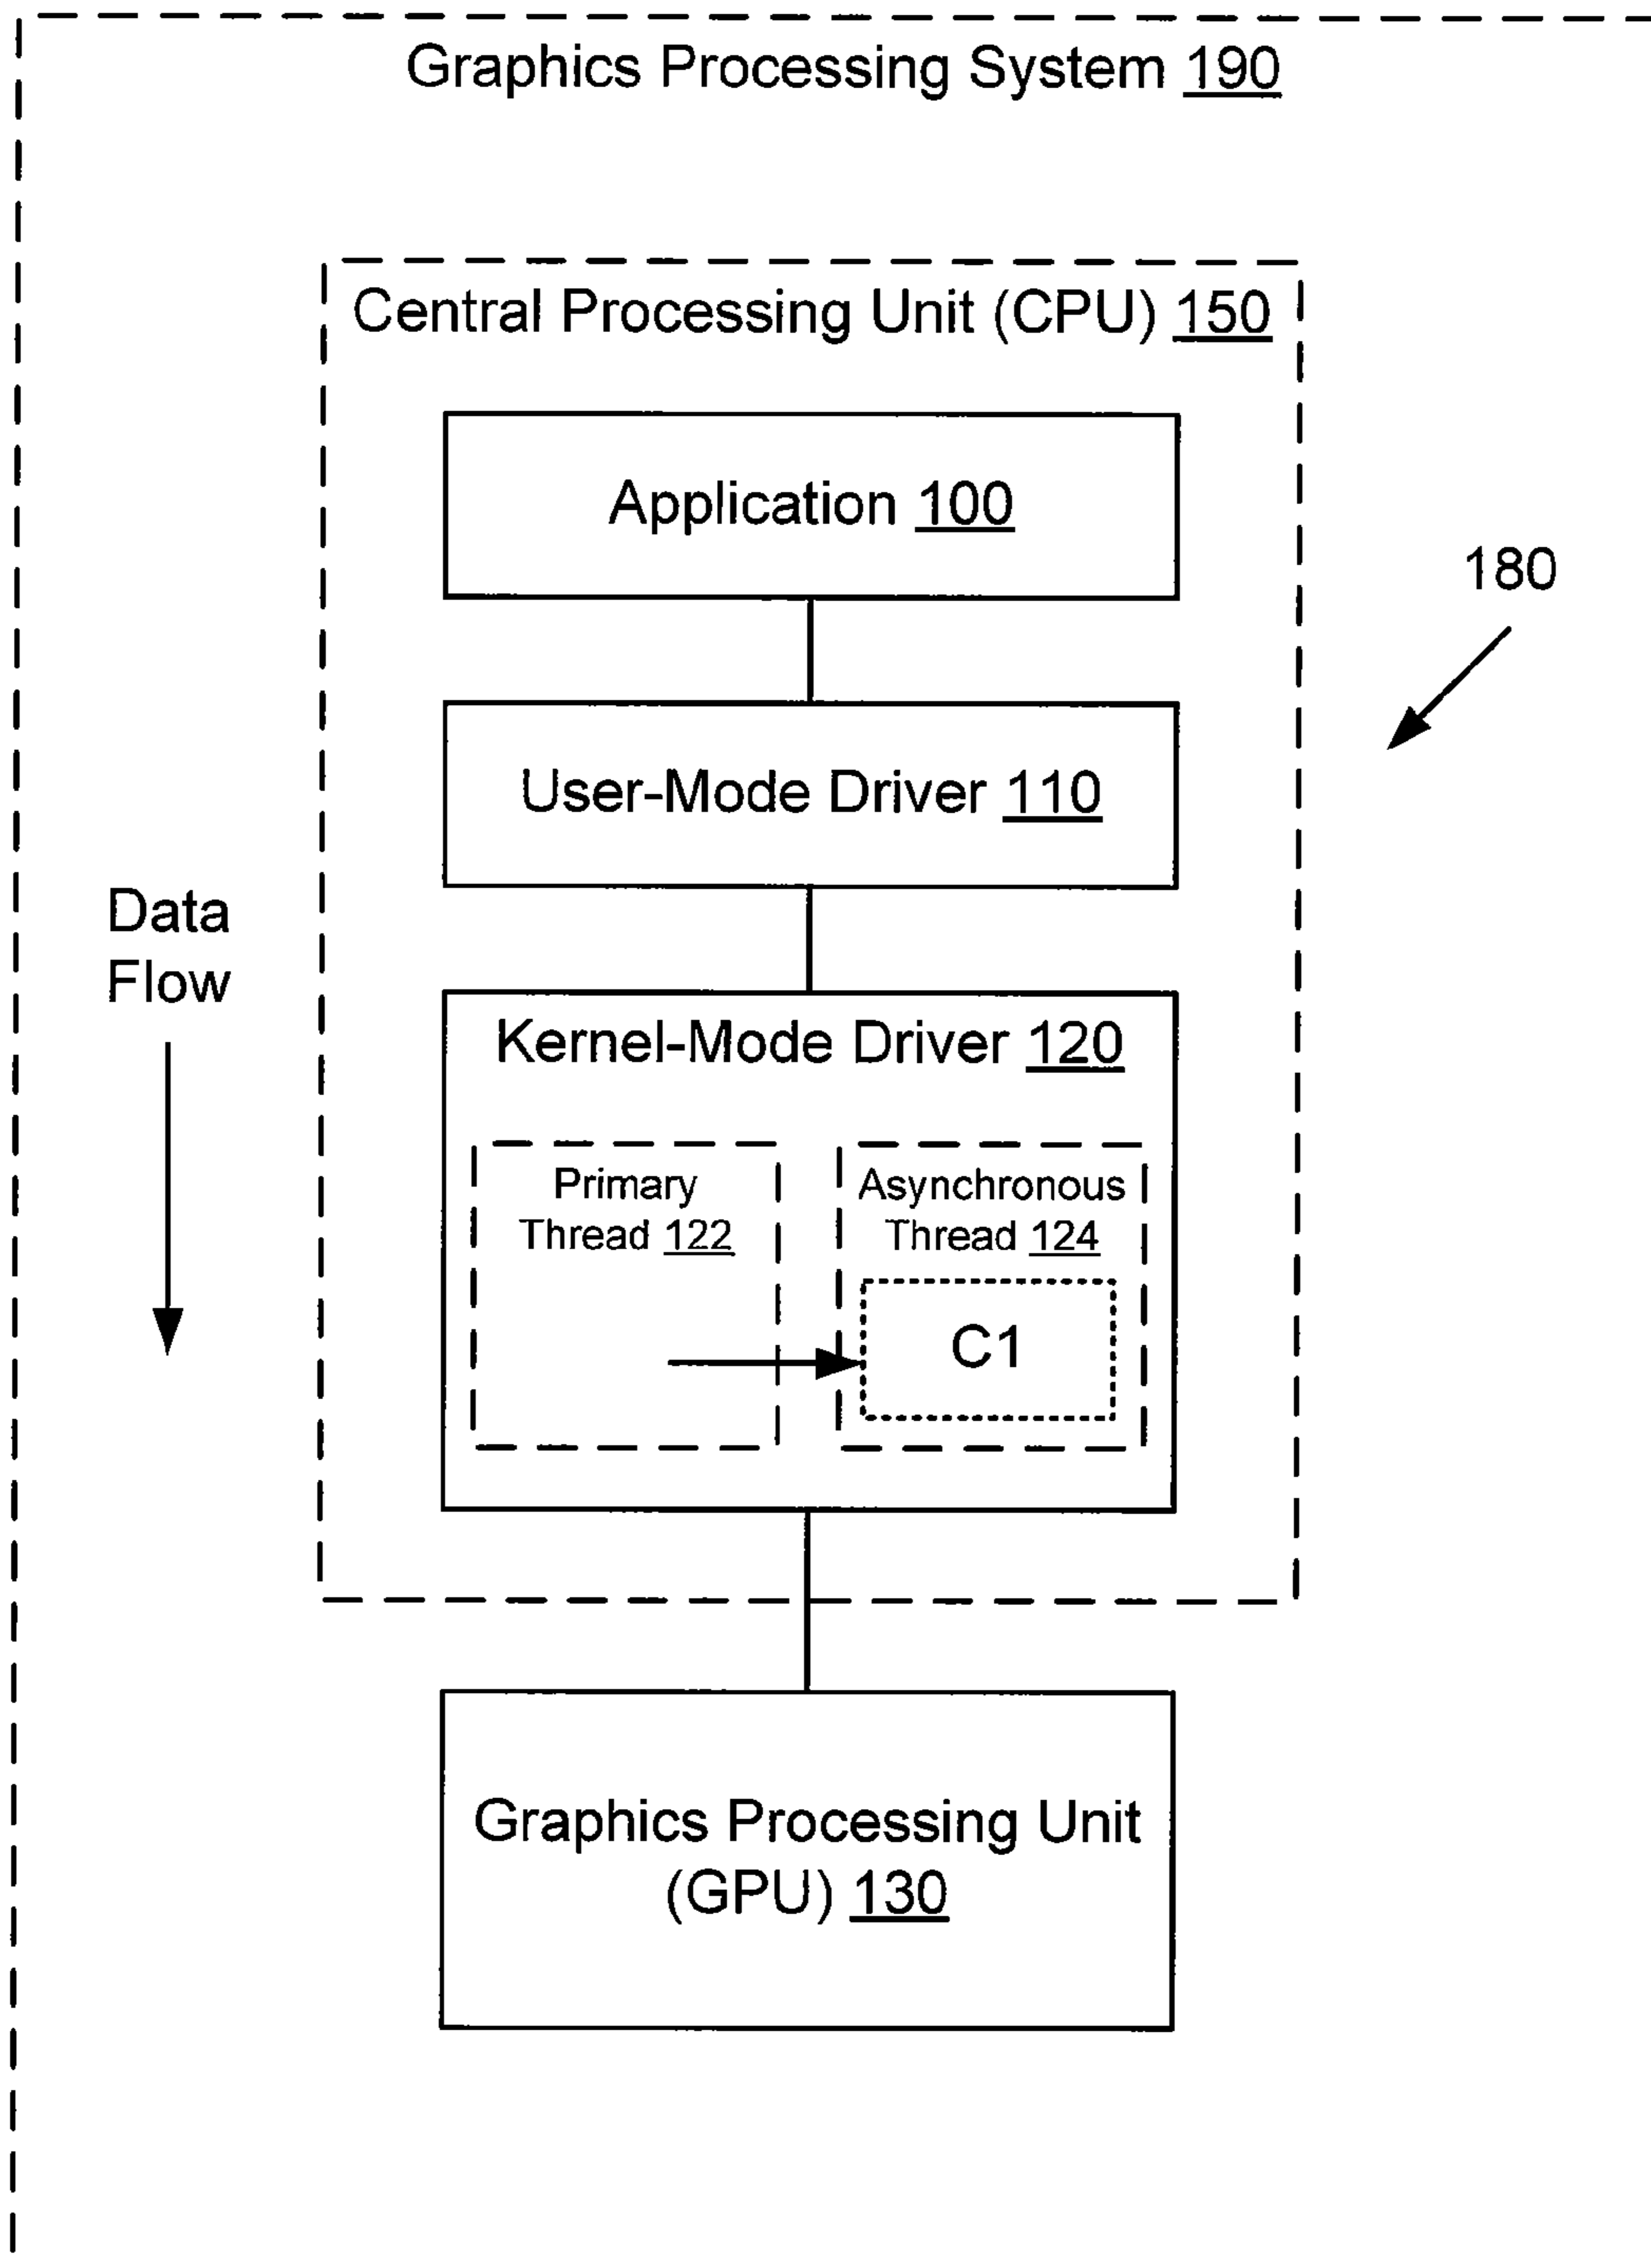 Graphics Processing System 190
Central Processing Unit (CPU) 150
Application 100
180
User-Mode Driver 110
Data
Flow
Kernel-Mode Driver 120
Primary
Thread 122
Asynchronous
Thread 124
C1
Graphics Processing Unit
(GPU) 130